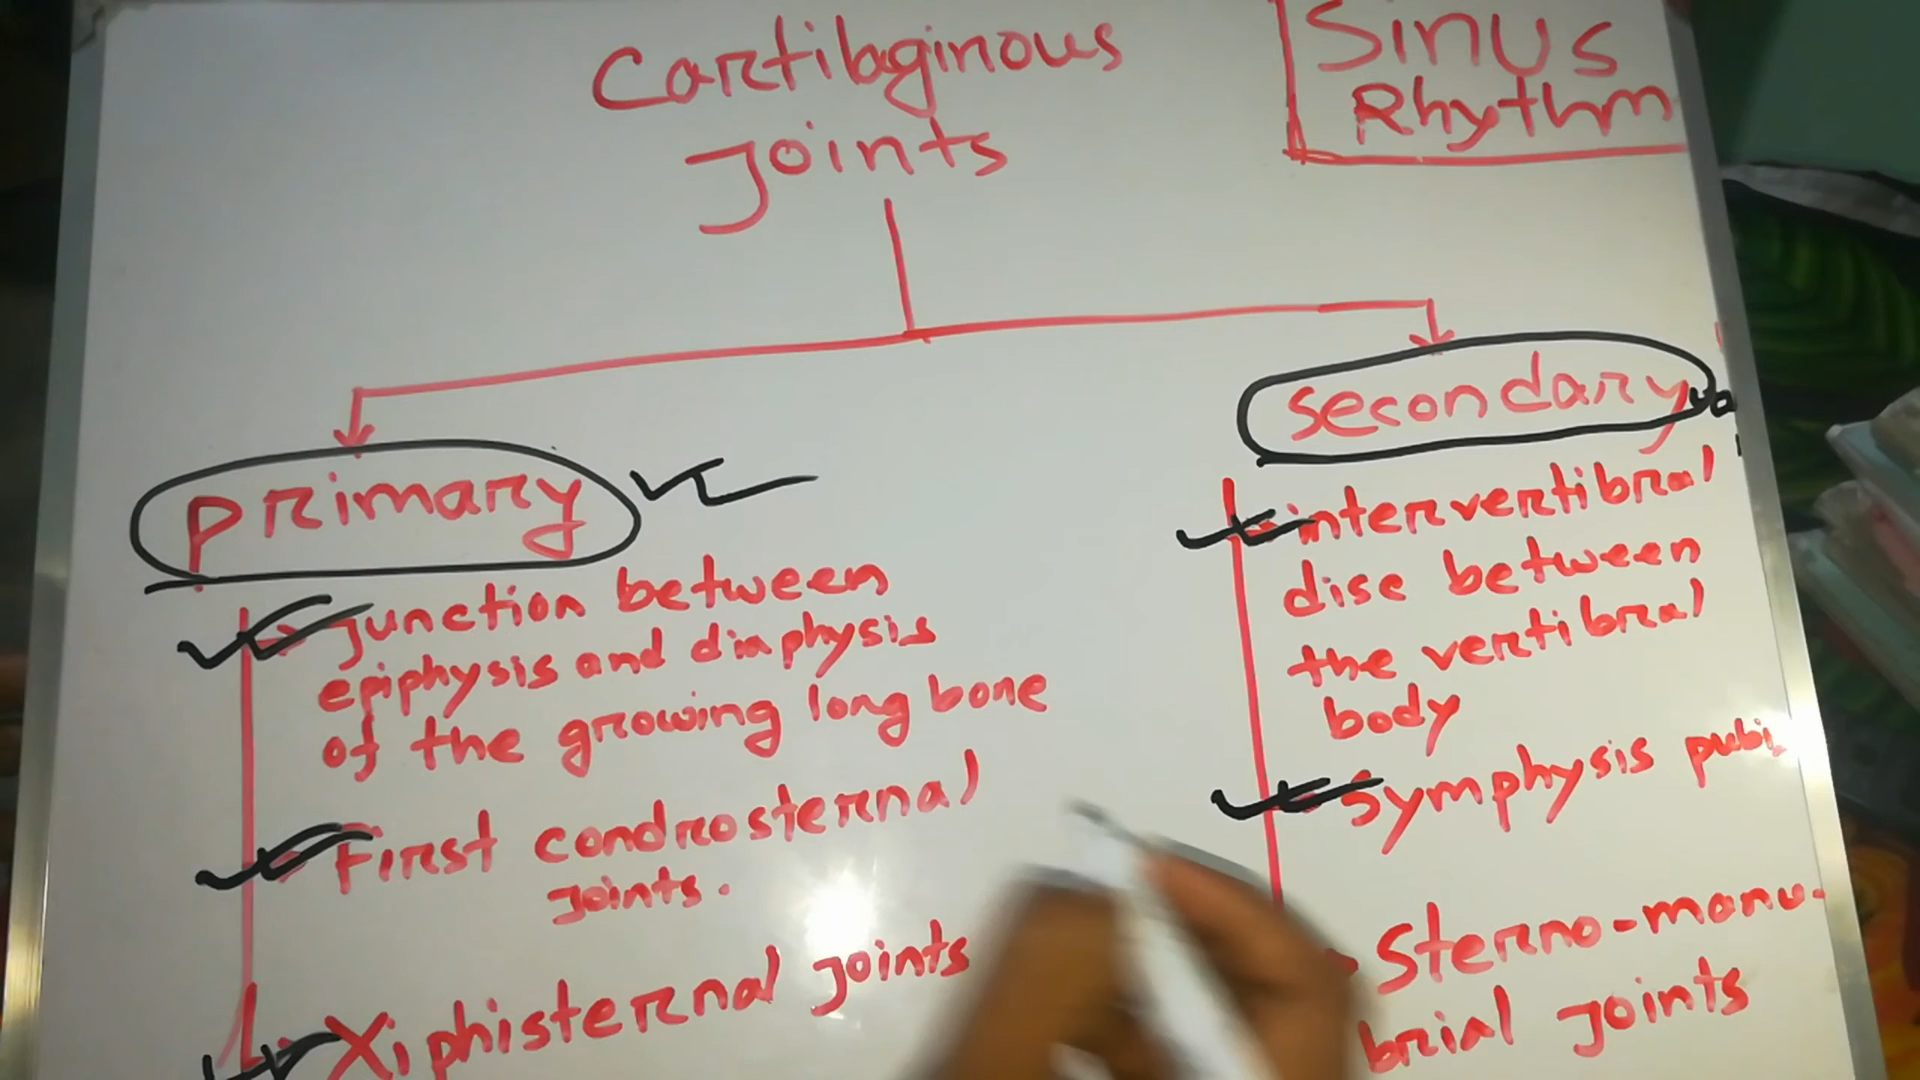 Cartilaginous
Joints
Sinus
Rhythm
primary
Junction between
epiphysis and diaphysis
of the growing long bone
First condrosternal
Joints.
Xiphisternal Joints
secondary
intervertibral
disc between
the vertibral
body
Symphysis pubi
Sterno-manu-
brial Joints